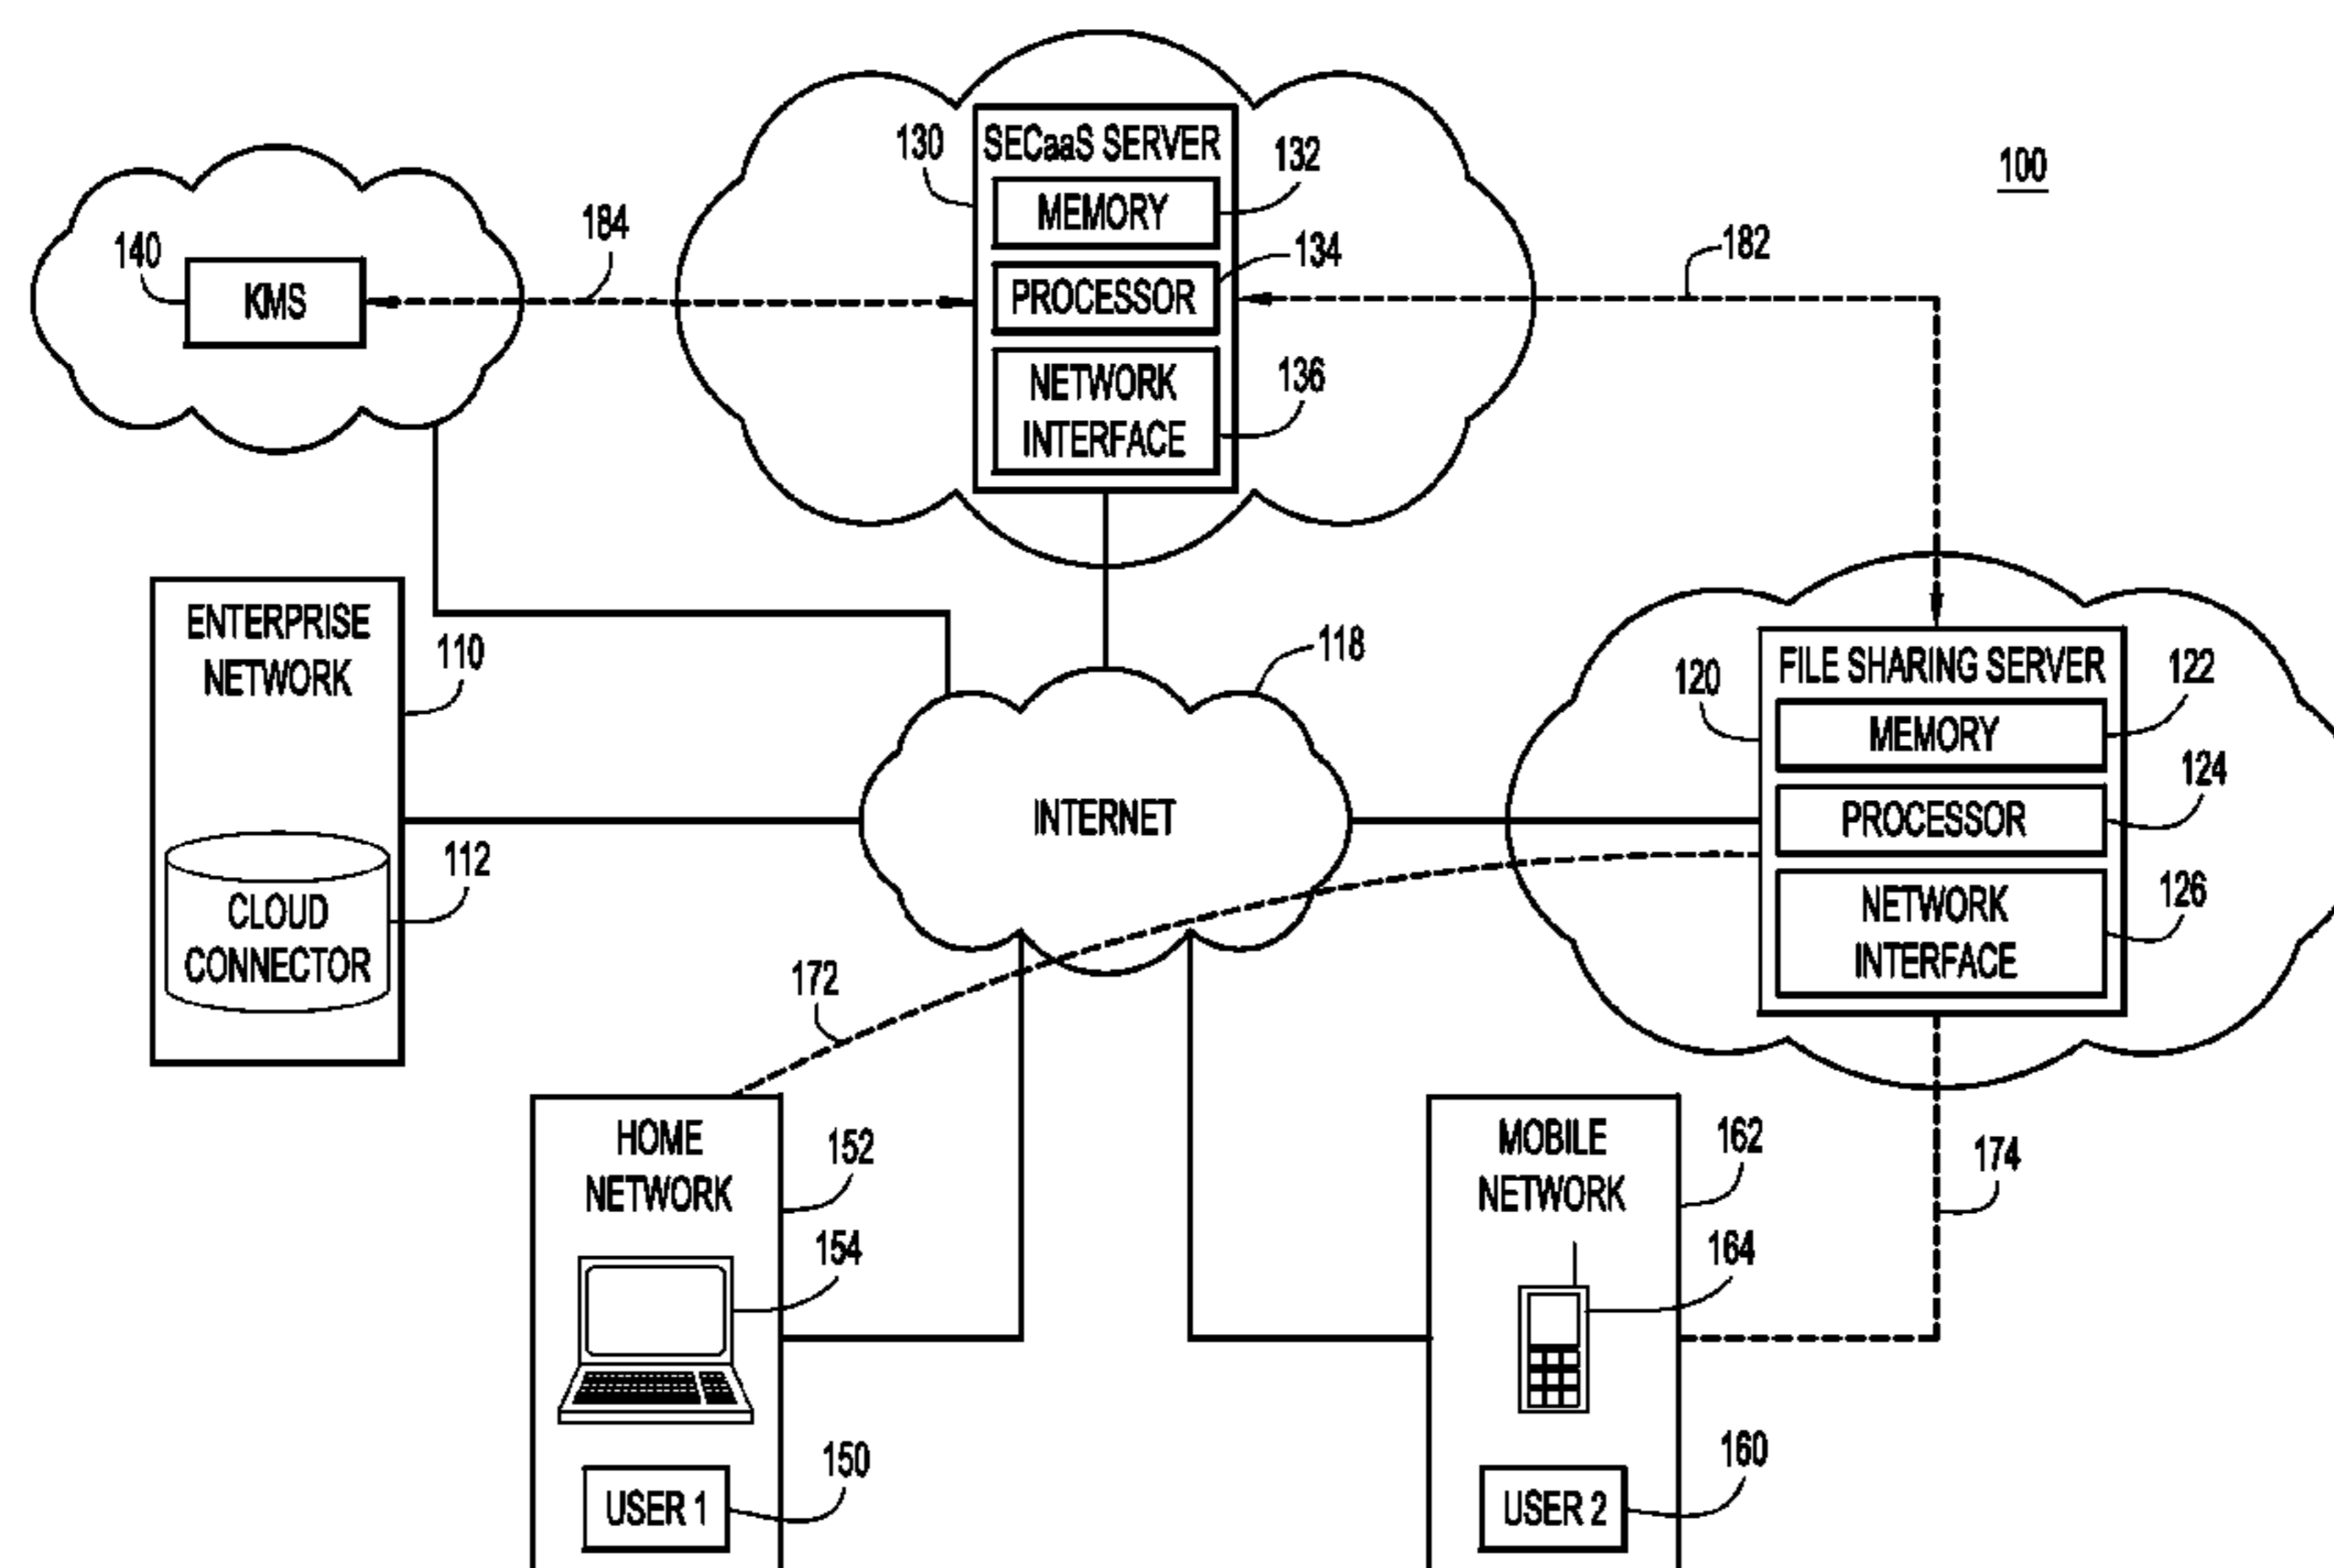 100
130
SECaaS SERVER
132
MEMORY
134
PROCESSOR
136
NETWORK
INTERFACE
140
KMS
184
182
ENTERPRISE
NETWORK
110
CLOUD
CONNECTOR
112
118
INTERNET
120
FILE SHARING SERVER
122
MEMORY
124
PROCESSOR
126
NETWORK
INTERFACE
172
174
HOME
NETWORK
152
154
USER 1
150
MOBILE
NETWORK
162
164
USER 2
160